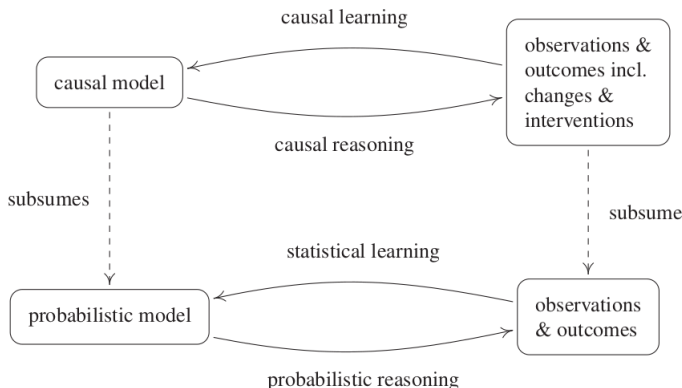 causal learning
observations &
outcomes incl.
changes &
interventions
causal model
causal reasoning
subsumes
subsume
statistical learning
probabilistic model
observations
& outcomes
probabilistic reasoning